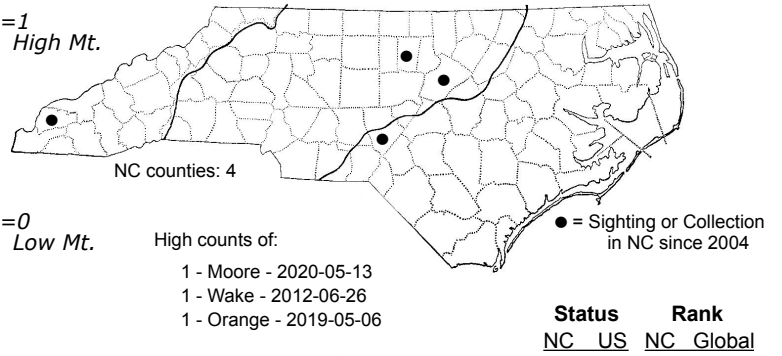 =1
High Mt.
NC counties: 4
=0
Low Mt.
High counts of:
1 - Moore - 2020-05-13
1 - Wake - 2012-06-26
1 - Orange - 2019-05-06
● = Sighting or Collection
in NC since 2004
Status Rank
NC US NC Global